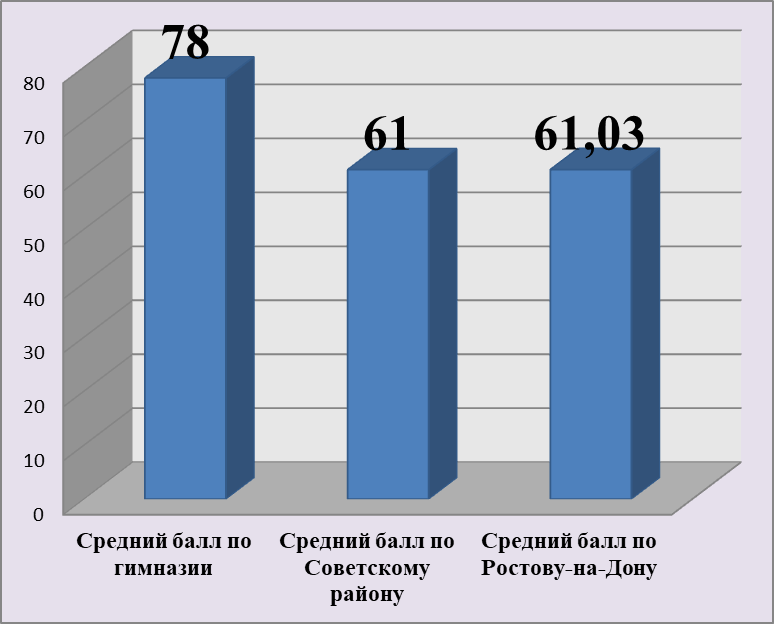 78
61
61,03
80
70
60
50
40
30
20
10
0
Средний балл по
гимназии
Средний балл по
Советскому
району
Средний балл по
Ростову-на-Дону